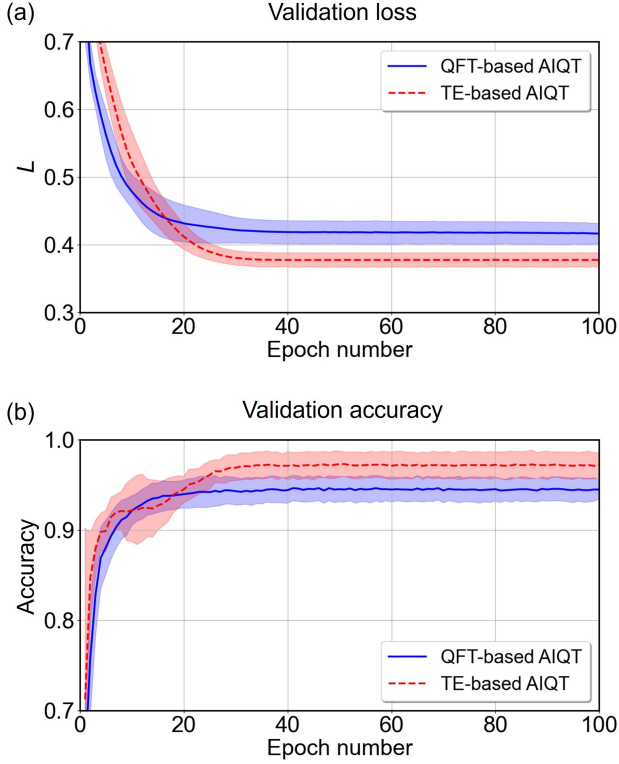 (a)
Validation loss
0.7
0.6
0.5
0.4
0.3
L
QFT-based AIQT
TE-based AIQT
0 20 40 60 80 100
Epoch number
(b)
Validation accuracy
1.0
0.9
0.8
0.7
Accuracy
QFT-based AIQT
TE-based AIQT
0 20 40 60 80 100
Epoch number